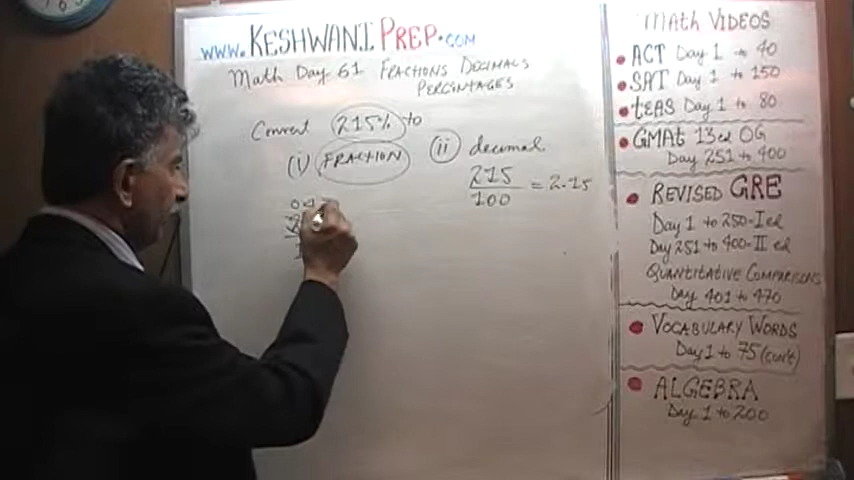 www.KESHWANIPREP.COM
Math Day 61 FRACTIONS DECIMALS
PERCENTAGES
Convert 215% to
(i) FRACTION (ii) decimal
215
100 = 2.15
MATH VIDEOS
ACT Day 1 to 40
SAT Day 1 to 150
tEAS Day 1 to 80
GMAt 13ed OG
Day 251 to 400
REVISED GRE
Day 1 to 250-I ed
Day 251 to 400-II ed
QUANTITATIVE COMPARISONS
Day 401 to 470
VOCABULARY WORDS
Day 1 to 75 (con't)
ALGEBRA
Day 1 to 200